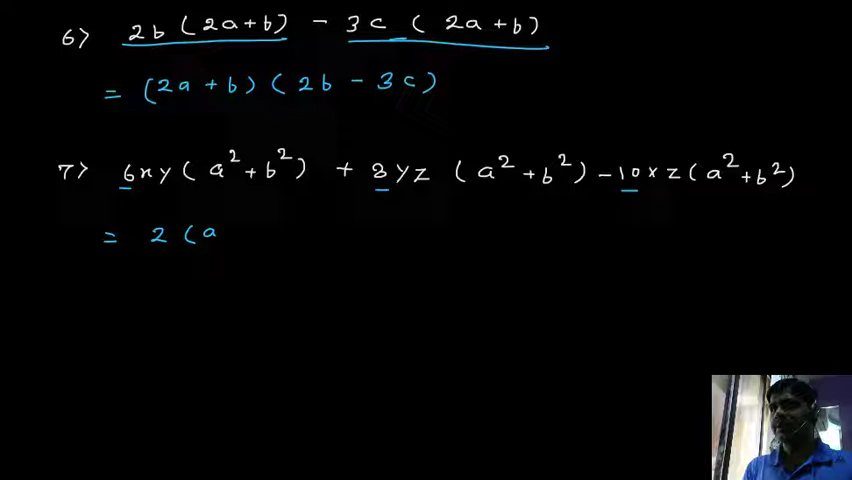 6) 2b (2a+b) - 3c (2a+b)
= (2a+b) (2b - 3c)
7) 6xy (a²+b²) + 8yz (a²+b²) - 10xz (a²+b²)
= 2 (a